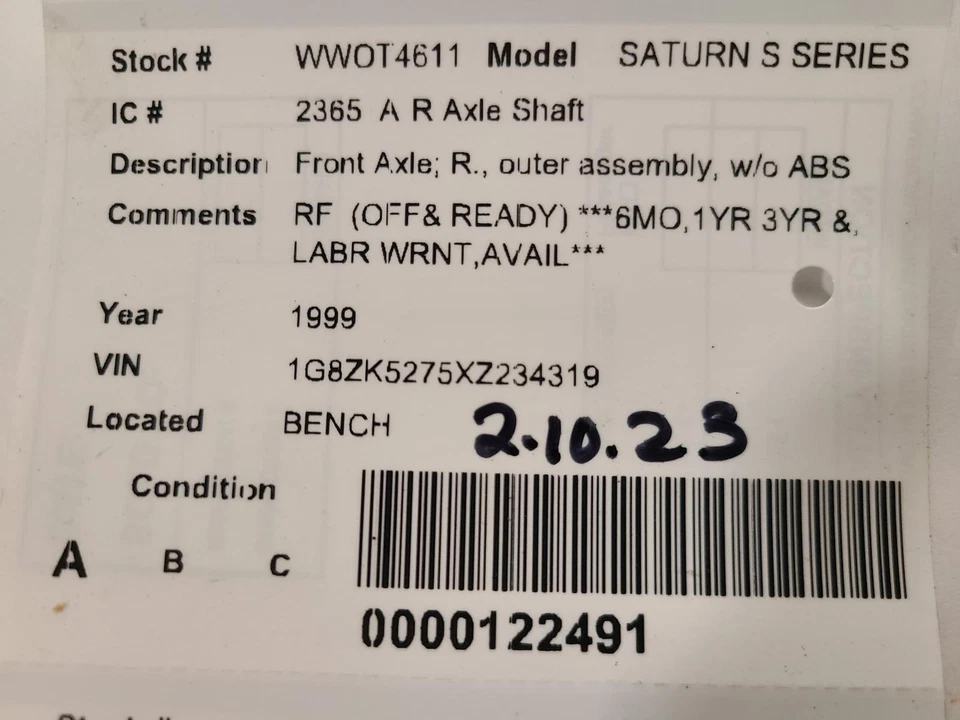 Stock # WWOT4611 Model SATURN S SERIES
IC # 2365 A R Axle Shaft
Description Front Axle; R., outer assembly, w/o ABS
Comments RF (OFF& READY) ***6MO,1YR 3YR &,
LABR WRNT,AVAIL***
Year 1999
VIN 1G8ZK5275XZ234319
Located BENCH 2.10.23
Condition
A B C
0000122491